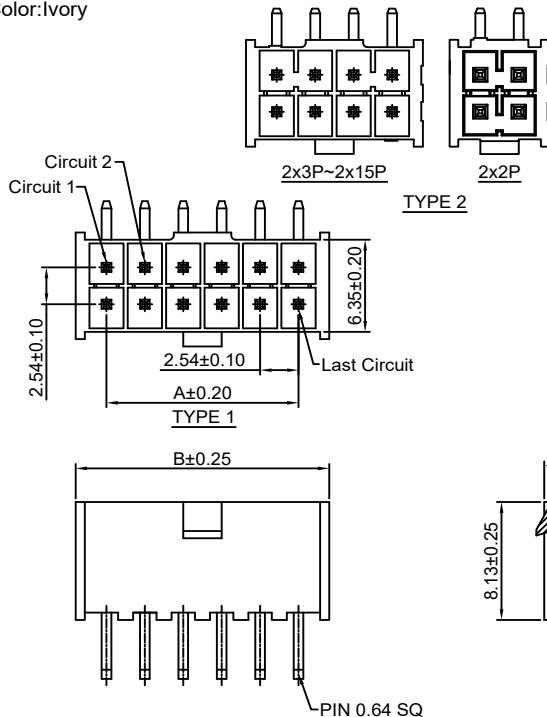 Color:Ivory
2x3P~2x15P
2x2P
TYPE 2
Circuit 2
Circuit 1
2.54±0.10
6.35±0.20
2.54±0.10
Last Circuit
A±0.20
TYPE 1
B±0.25
8.13±0.25
PIN 0.64 SQ